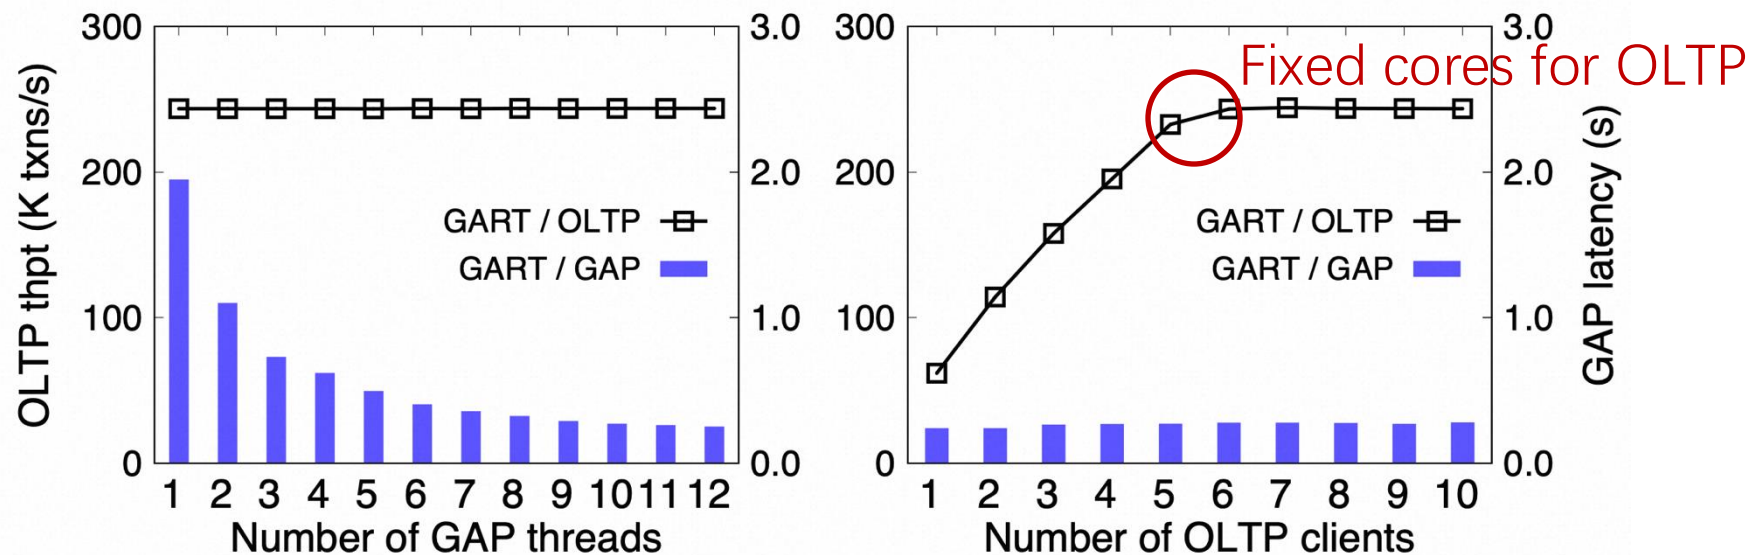 OLTP thpt (K txns/s)
300
200
100
0
3.0
2.0
1.0
0.0
GART / OLTP
GART / GAP
1 2 3 4 5 6 7 8 9 10 11 12
Number of GAP threads
300
200
100
0
Fixed cores for OLTP
3.0
2.0
1.0
0.0
GART / OLTP
GART / GAP
1 2 3 4 5 6 7 8 9 10
Number of OLTP clients
GAP latency (s)